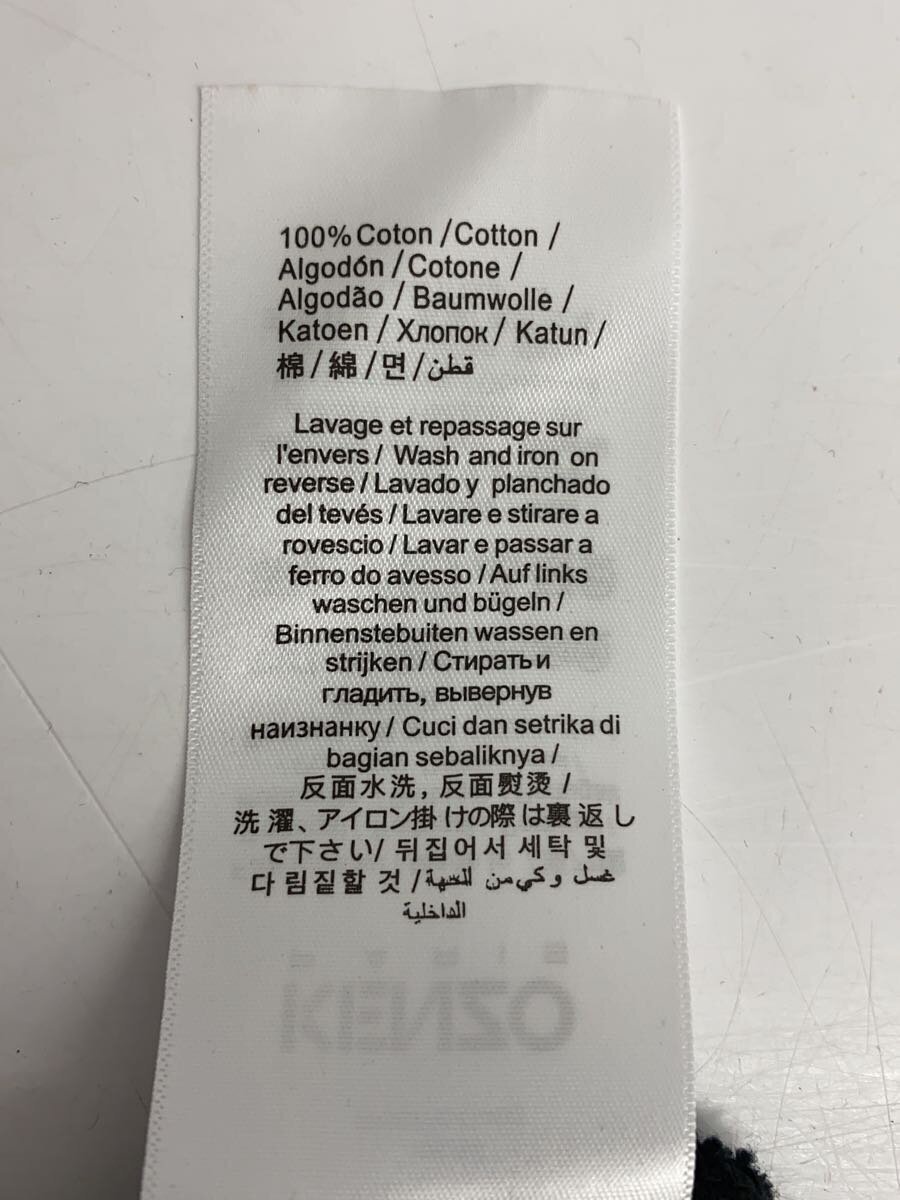 100% Coton / Cotton /
Algodón / Cotone /
Algodão / Baumwolle /
Katoen / Хлопок / Katun /
棉 / 綿 / 면 / قطن
Lavage et repassage sur
l'envers / Wash and iron on
reverse / Lavado y planchado
del tevés / Lavare e stirare a
rovescio / Lavar e passar a
ferro do avesso / Auf links
waschen und bügeln /
Binnenstebuiten wassen en
strijken / Стирать и
гладить, вывернув
наизнанку / Cuci dan setrika di
bagian sebaliknya /
反面水洗, 反面熨烫 /
洗濯、アイロン掛けの際は裏返し
で下さい / 뒤집어서 세탁 및
다림질할 것 / غسل وكي من
الداخلية
KENZO